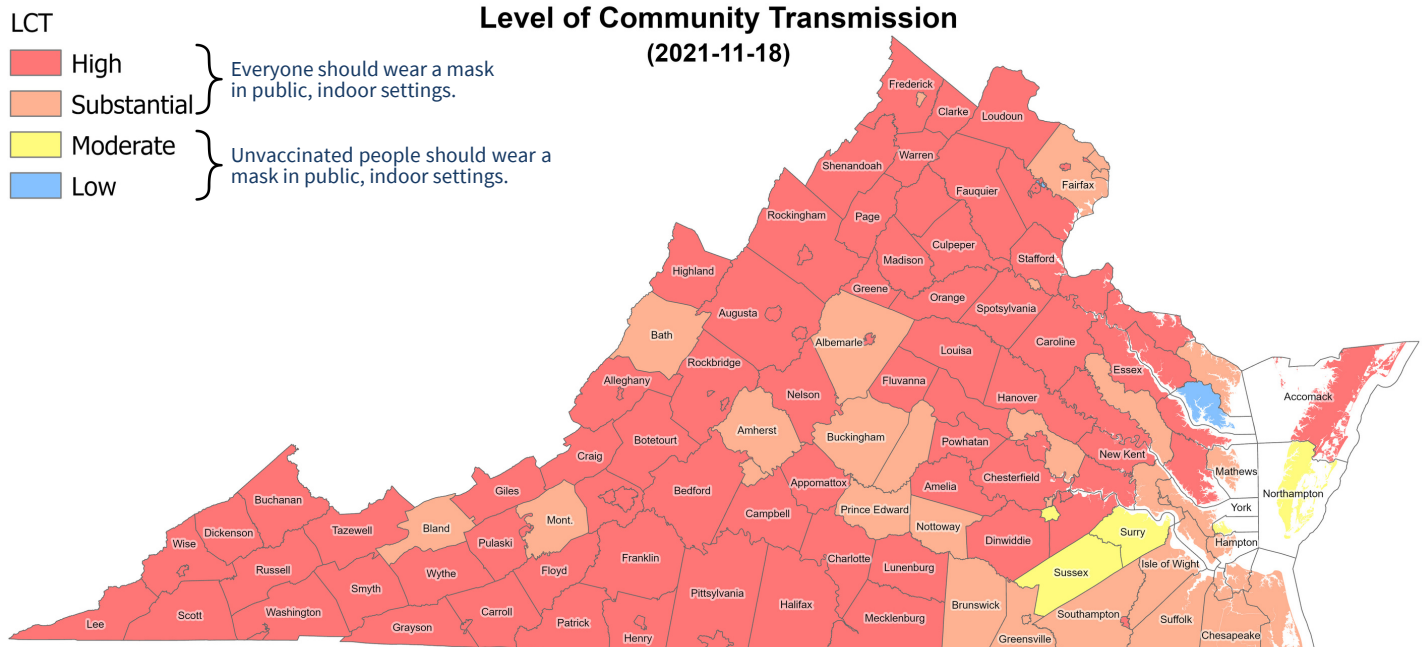 Level of Community Transmission
(2021-11-18)
LCT
High
Substantial
Everyone should wear a mask
in public, indoor settings.
Moderate
Low
Unvaccinated people should wear a
mask in public, indoor settings.
Frederick
Clarke
Loudoun
Warren
Shenandoah
Fairfax
Fauquier
Rockingham
Page
Culpeper
Madison
Stafford
Highland
Greene
Orange
Spotsylvania
Augusta
Bath
Albemarle
Caroline
Louisa
Rockbridge
Essex
Alleghany
Fluvanna
Nelson
Hanover
Accomack
Amherst
Buckingham
Botetourt
Powhatan
Craig
New Kent
Mathews
Chesterfield
Appomattox
Amelia
Giles
Bedford
Northampton
Buchanan
York
Prince Edward
Campbell
Mont.
Nottoway
Bland
Tazewell
Dickenson
Surry
Wise
Pulaski
Dinwiddie
Hampton
Franklin
Charlotte
Isle of Wight
Russell
Floyd
Lunenburg
Wythe
Sussex
Smyth
Pittsylvania
Halifax
Brunswick
Washington
Carroll
Scott
Southampton
Mecklenburg
Suffolk
Lee
Patrick
Grayson
Chesapeake
Henry
Greensville